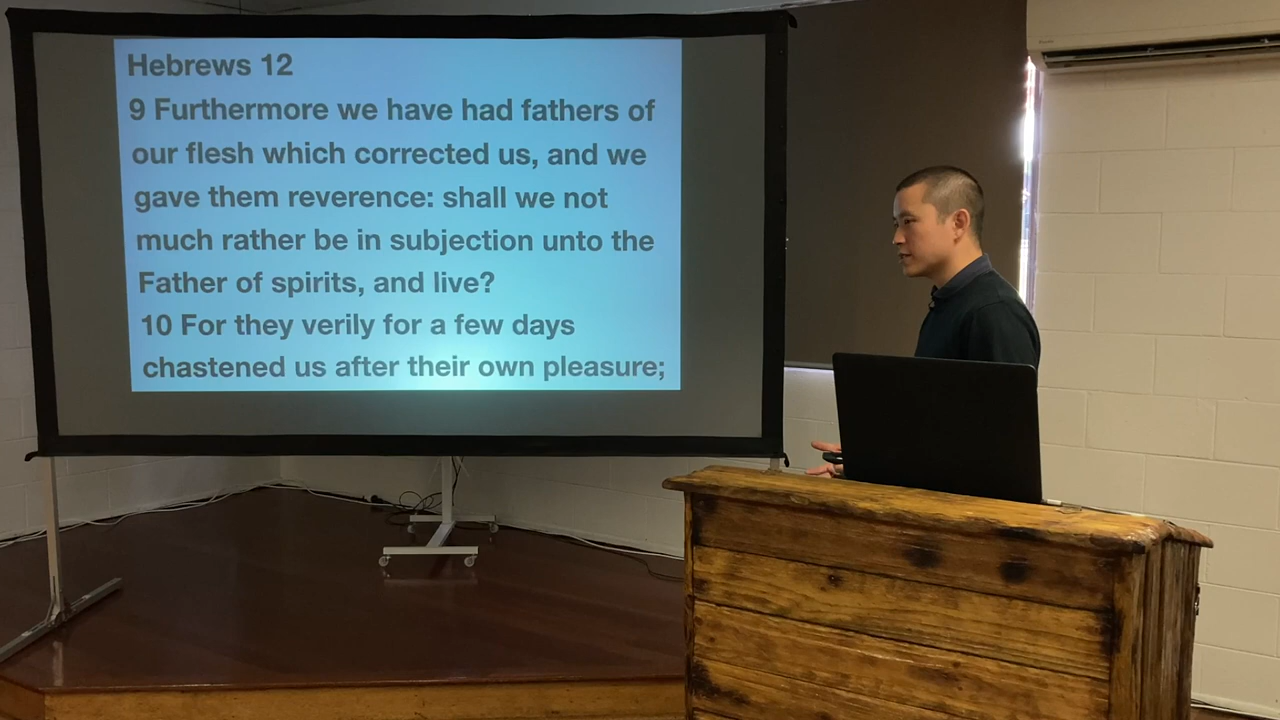 Hebrews 12
9 Furthermore we have had fathers of
our flesh which corrected us, and we
gave them reverence: shall we not
much rather be in subjection unto the
Father of spirits, and live?
10 For they verily for a few days
chastened us after their own pleasure;